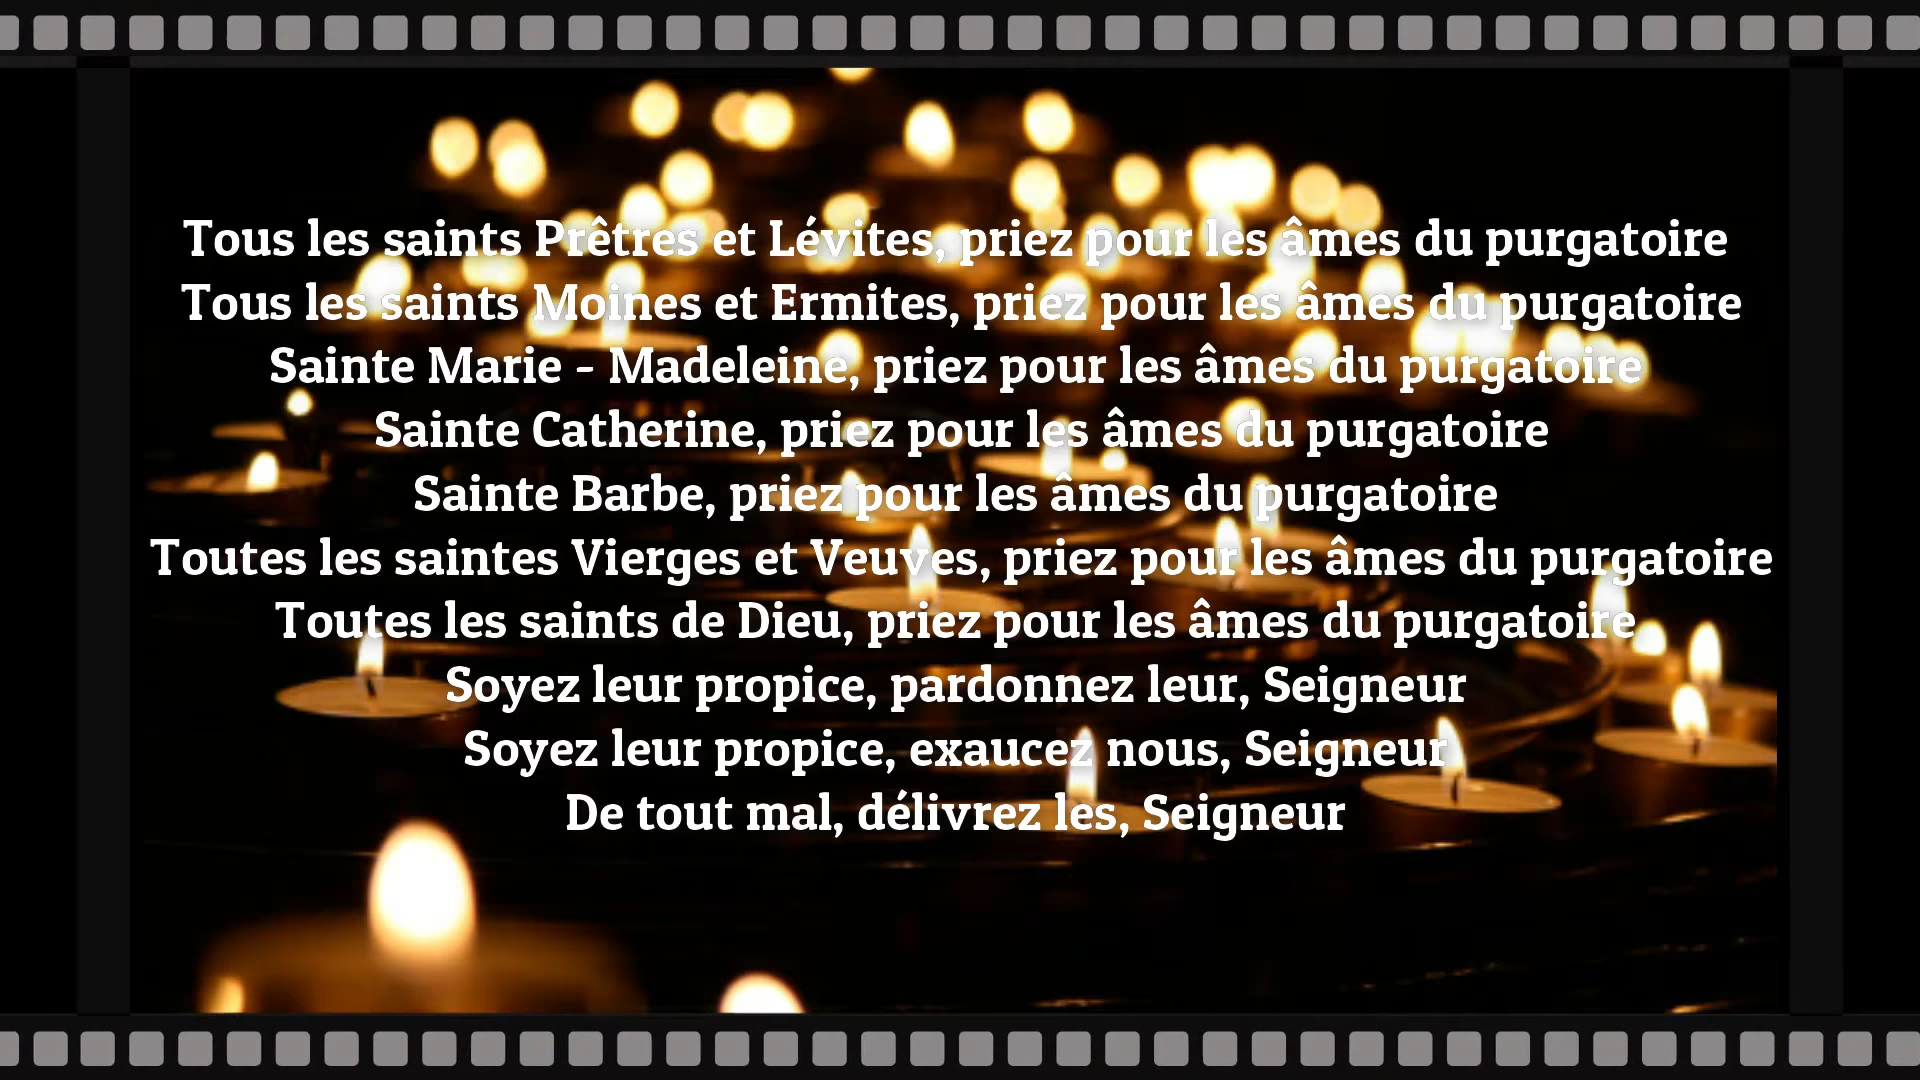 Tous les saints Prêtres et Lévites, priez pour les âmes du purgatoire
Tous les saints Moines et Ermites, priez pour les âmes du purgatoire
Sainte Marie - Madeleine, priez pour les âmes du purgatoire
Sainte Catherine, priez pour les âmes du purgatoire
Sainte Barbe, priez pour les âmes du purgatoire
Toutes les saintes Vierges et Veuves, priez pour les âmes du purgatoire
Toutes les saints de Dieu, priez pour les âmes du purgatoire
Soyez leur propice, pardonnez leur, Seigneur
Soyez leur propice, exaucez nous, Seigneur
De tout mal, délivrez les, Seigneur